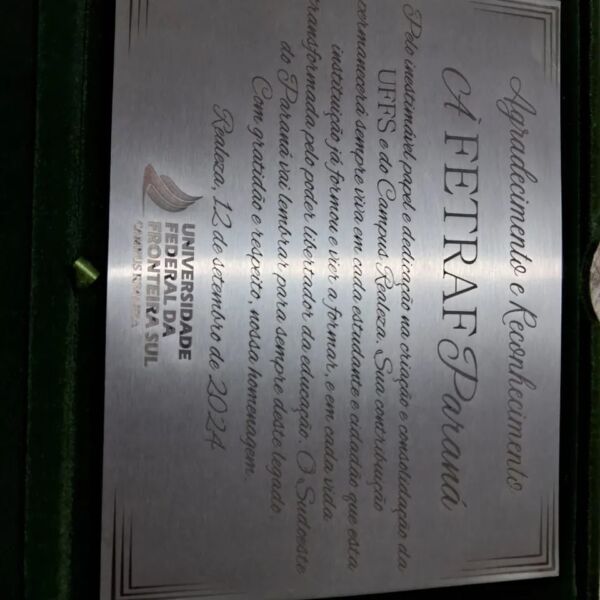 Agradecimento e Reconhecimento
À FETRAF Paraná
Pelo inestimável papel e dedicação na criação e consolidação da
UFFS e do Campus Realeza. Sua contribuição
permanecerá sempre viva em cada estudante e cidadão que esta
instituição já formou e vier a formar, e em cada vida
transformada pelo poder libertador da educação. O Sudoeste
do Paraná vai lembrar para sempre desse legado.
Com gratidão e respeito, nossa homenagem.
Realeza, 12 de setembro de 2024
UNIVERSIDADE
FEDERAL DA
FRONTEIRA SUL
CAMPUS REALEZA